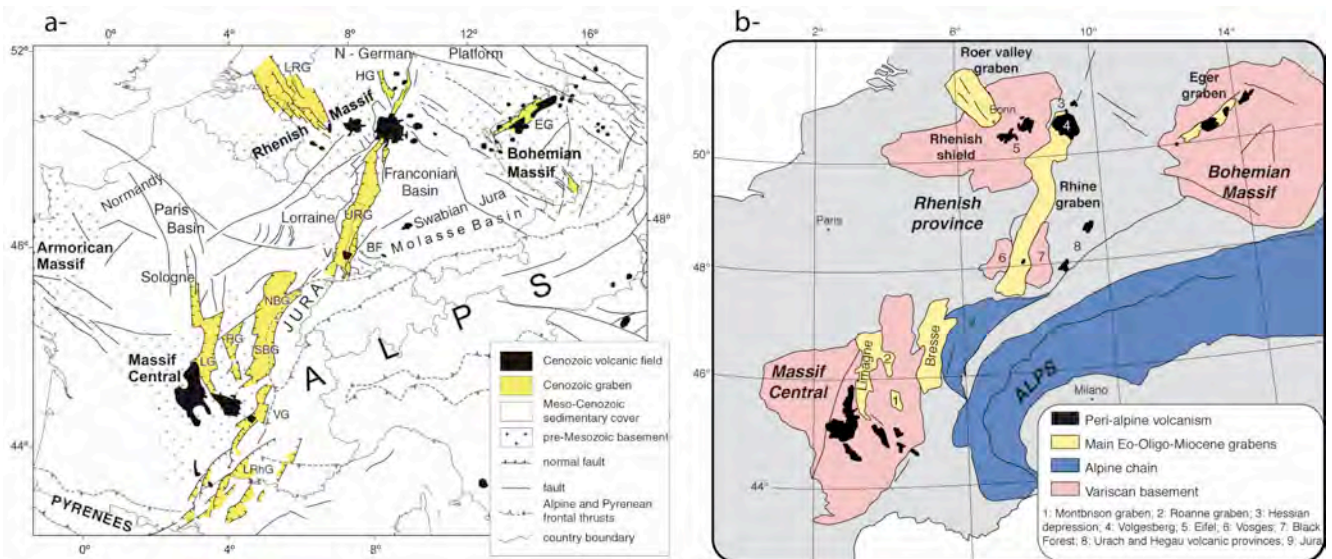 a-
0°
4°
8°
12°
16°
52°
N - German
Platform
LRG
HG
Rhenish Massif
EG
Bohemian
Massif
Franconian
Basin
Normandy
Paris
Basin
Lorraine
URG
Swabian Jura
Molasse Basin
48°
48°
Armorican
Massif
V
BF
Sologne
NBG
JURA
RG
SBG
LG
Massif
Central
ALPS
VG
44°
LRhG
PYRENEES
0°
4°
8°
Cenozoic volcanic field
Cenozoic graben
Meso-Cenozoic
sedimentary cover
pre-Mesozoic basement
normal fault
fault
Alpine and Pyrenean
frontal thrusts
country boundary
b-
2°
6°
10°
14°
Roer valley
graben
Eger
graben
Bonn
3
4
50°
50°
Rhenish
shield
5
Bohemian
Massif
Rhine
graben
Rhenish
province
Paris
8
48°
48°
6
7
Massif
Central
Limagne
2
Bresse
1
46°
46°
ALPS
Milano
44°
Peri-alpine volcanism
Main Eo-Oligo-Miocene grabens
Alpine chain
Variscan basement
1: Montbrison graben; 2: Roanne graben; 3: Hessian
depression; 4: Volgesberg; 5: Eifel; 6: Vosges; 7: Black
Forest; 8: Urach and Hegau volcanic provinces; 9: Jura
6°
10°
14°